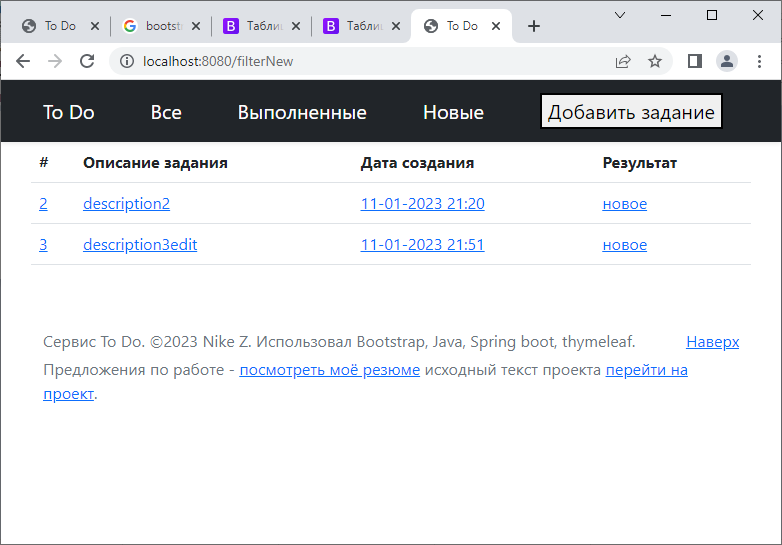 To Do bootst Таблиц Таблиц To Do
localhost:8080/filterNew
To Do Все Выполненные Новые Добавить задание
# Описание задания Дата создания Результат
2 description2 11-01-2023 21:20 новое
3 description3edit 11-01-2023 21:51 новое
Сервис To Do. ©2023 Nike Z. Использовал Bootstrap, Java, Spring boot, thymeleaf. Наверх
Предложения по работе - посмотреть моё резюме исходный текст проекта перейти на
проект.